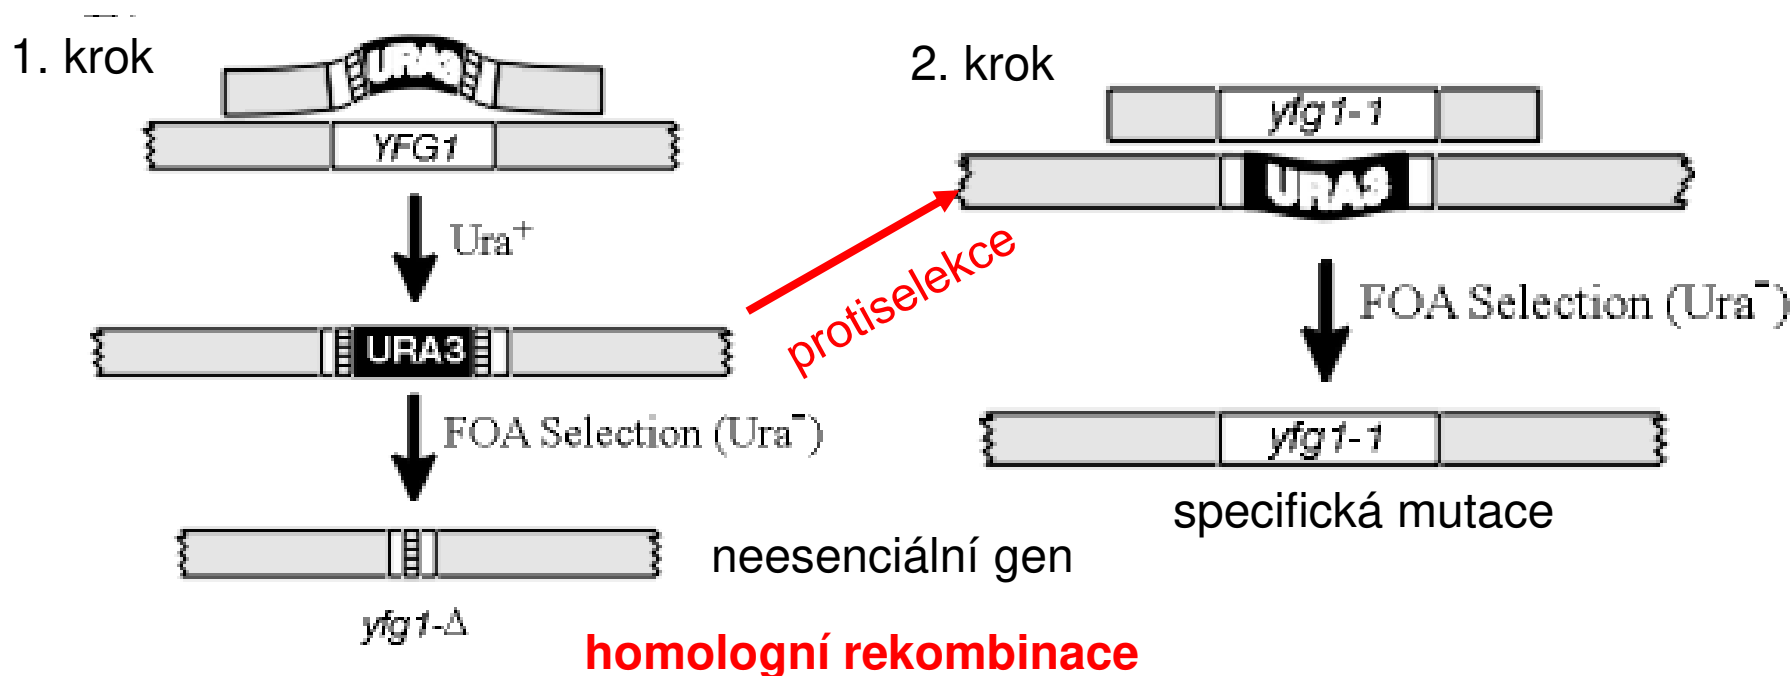 1. krok
URA3
YFG1
Ura⁺
URA3
FOA Selection (Ura⁻)
yfg1-Δ
neesenciální gen
protiselekce
2. krok
yfg1-1
URA3
FOA Selection (Ura⁻)
yfg1-1
specifická mutace
homologní rekombinace